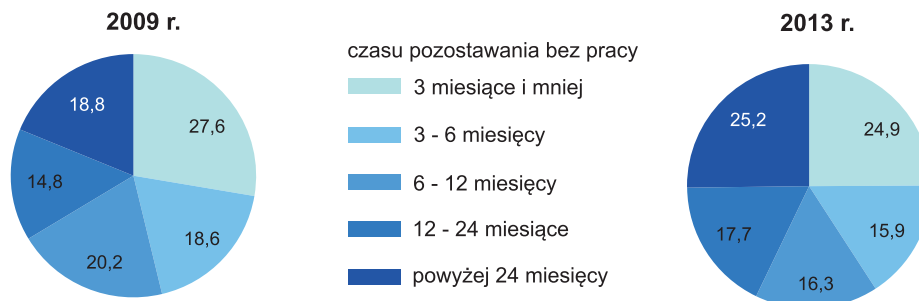 2009 r.
18,8
27,6
14,8
18,6
20,2
czasu pozostawania bez pracy
3 miesiące i mniej
3 - 6 miesięcy
6 - 12 miesięcy
12 - 24 miesiące
powyżej 24 miesięcy
2013 r.
25,2
24,9
17,7
15,9
16,3